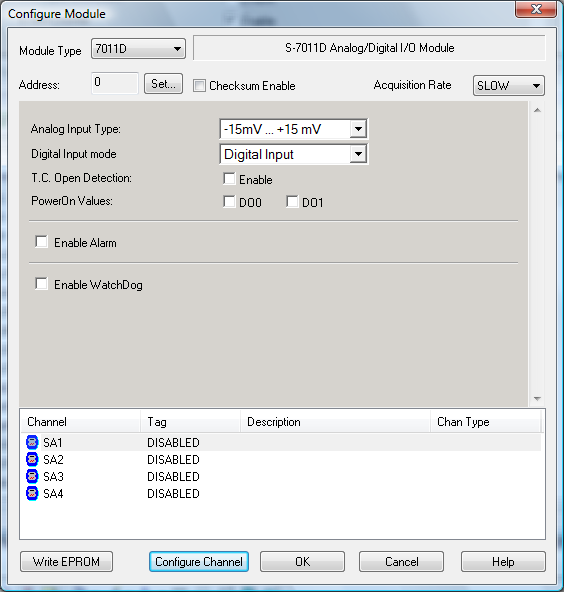 Configure Module
Module Type 7011D S-7011D Analog/Digital I/O Module
Address: 0 Set... Checksum Enable Acquisition Rate SLOW
Analog Input Type: -15mV ... +15 mV
Digital Input mode Digital Input
T.C. Open Detection: Enable
PowerOn Values: DO0 DO1
Enable Alarm
Enable WatchDog
Channel Tag Description Chan Type
SA1 DISABLED
SA2 DISABLED
SA3 DISABLED
SA4 DISABLED
Write EPROM Configure Channel OK Cancel Help